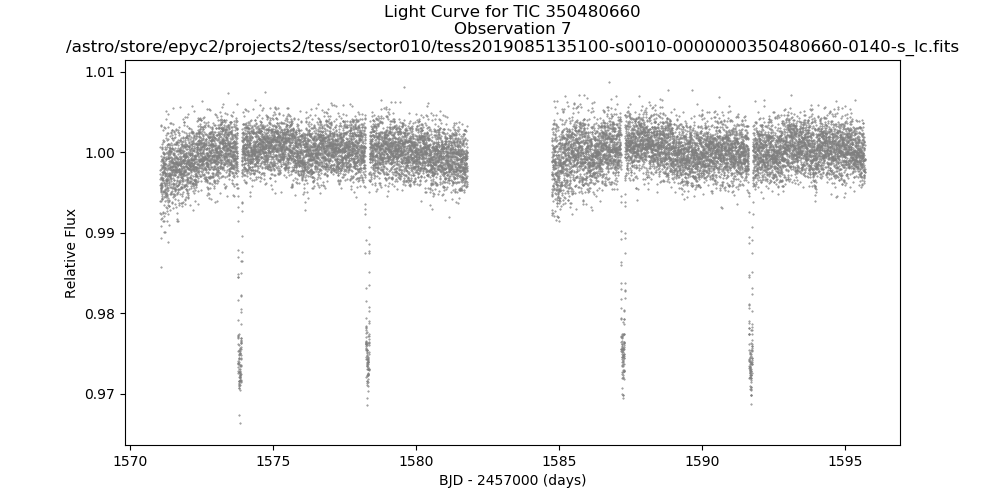 Light Curve for TIC 350480660
Observation 7
/astro/store/epyc2/projects2/tess/sector010/tess2019085135100-s0010-0000000350480660-0140-s_lc.fits
1.01
1.00
0.99
0.98
0.97
Relative Flux
1570
1575
1580
1585
1590
1595
BJD - 2457000 (days)